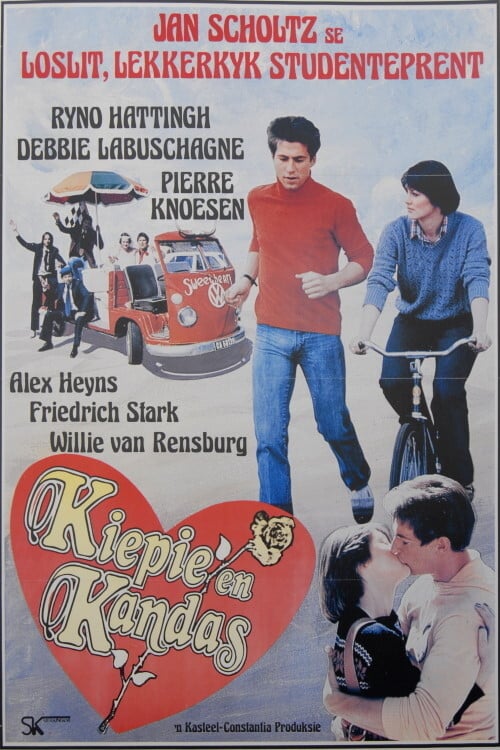 JAN SCHOLTZ SE
LOSLIT, LEKKERKYK STUDENTEPRENT
RYNO HATTINGH
DEBBIE LABUSCHAGNE
PIERRE
KNOESEN
Sweetheart
Alex Heyns
Friedrich Stark
Willie van Rensburg
Kiepie en
Kandas
SK
'n Kasteel-Constantia Produksie